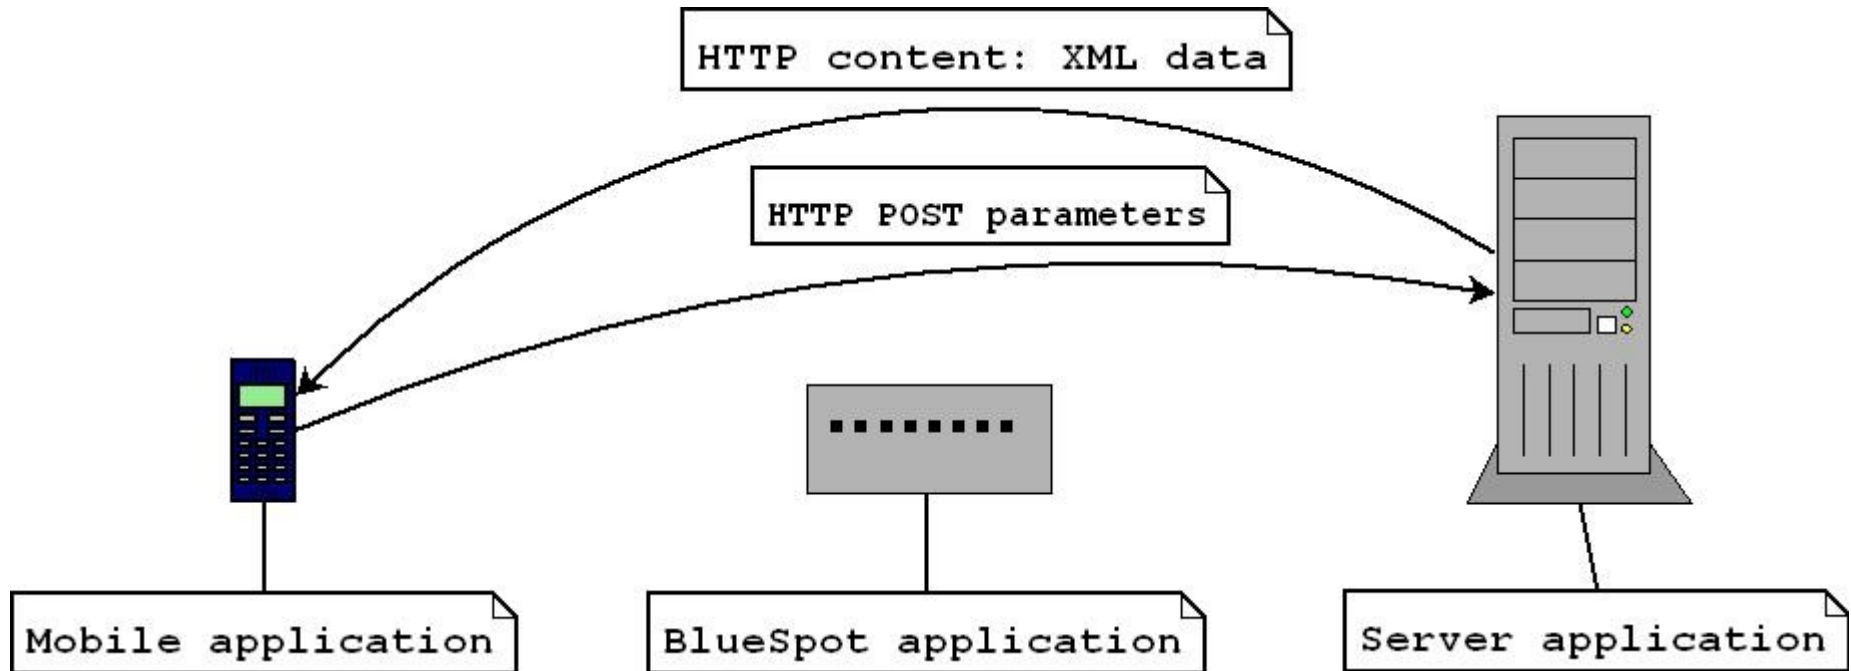 HTTP content: XML data
HTTP POST parameters
Mobile application
BlueSpot application
Server application